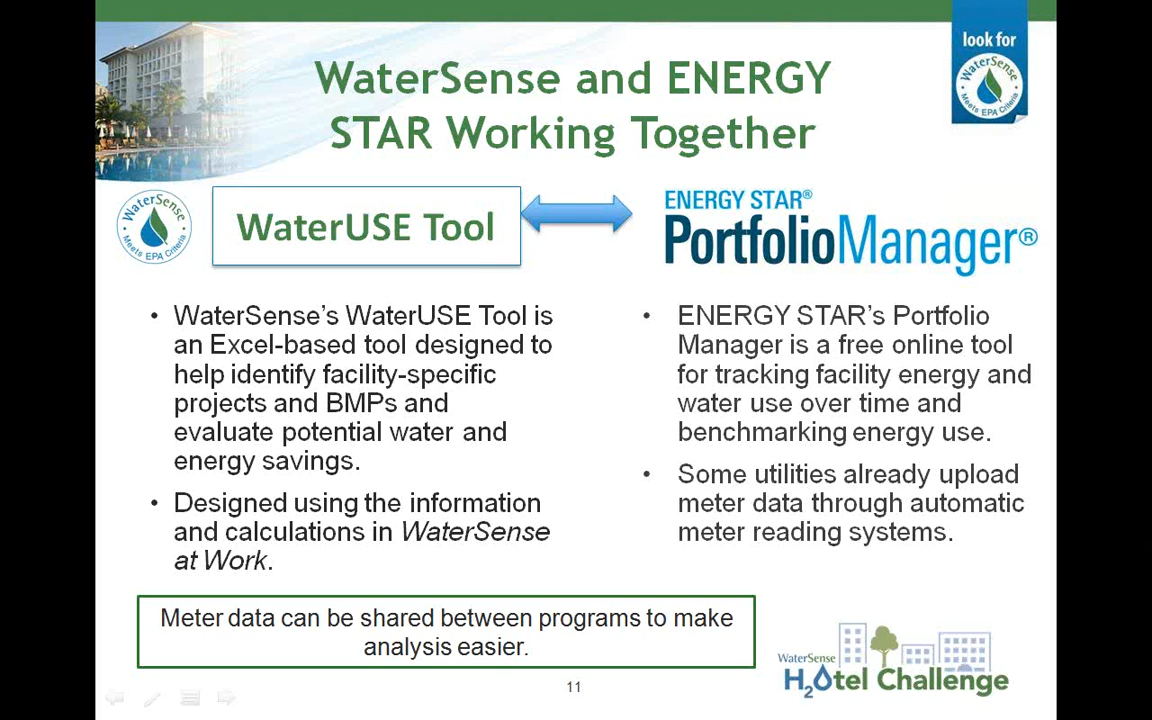 look for
WaterSense
Meets EPA Criteria
WaterSense and ENERGY
STAR Working Together
WaterSense
Meets EPA Criteria
WaterUSE Tool
ENERGY STAR®
PortfolioManager®
• WaterSense’s WaterUSE Tool is
an Excel-based tool designed to
help identify facility-specific
projects and BMPs and
evaluate potential water and
energy savings.
• Designed using the information
and calculations in WaterSense
at Work.
• ENERGY STAR’s Portfolio
Manager is a free online tool
for tracking facility energy and
water use over time and
benchmarking energy use.
• Some utilities already upload
meter data through automatic
meter reading systems.
Meter data can be shared between programs to make
analysis easier.
WaterSense
H2Otel Challenge
11